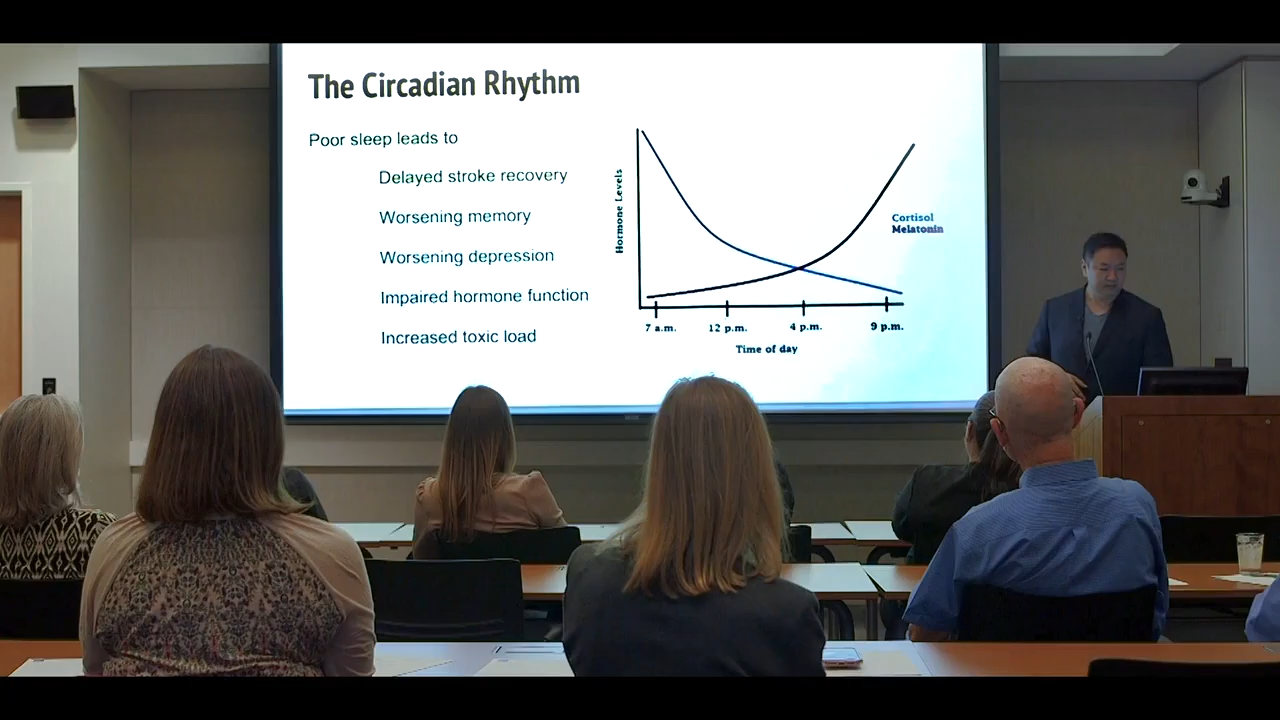 The Circadian Rhythm
Poor sleep leads to
Delayed stroke recovery
Worsening memory
Worsening depression
Impaired hormone function
Increased toxic load
Hormone Levels
Cortisol
Melatonin
7 a.m. 12 p.m. 4 p.m. 9 p.m.
Time of day